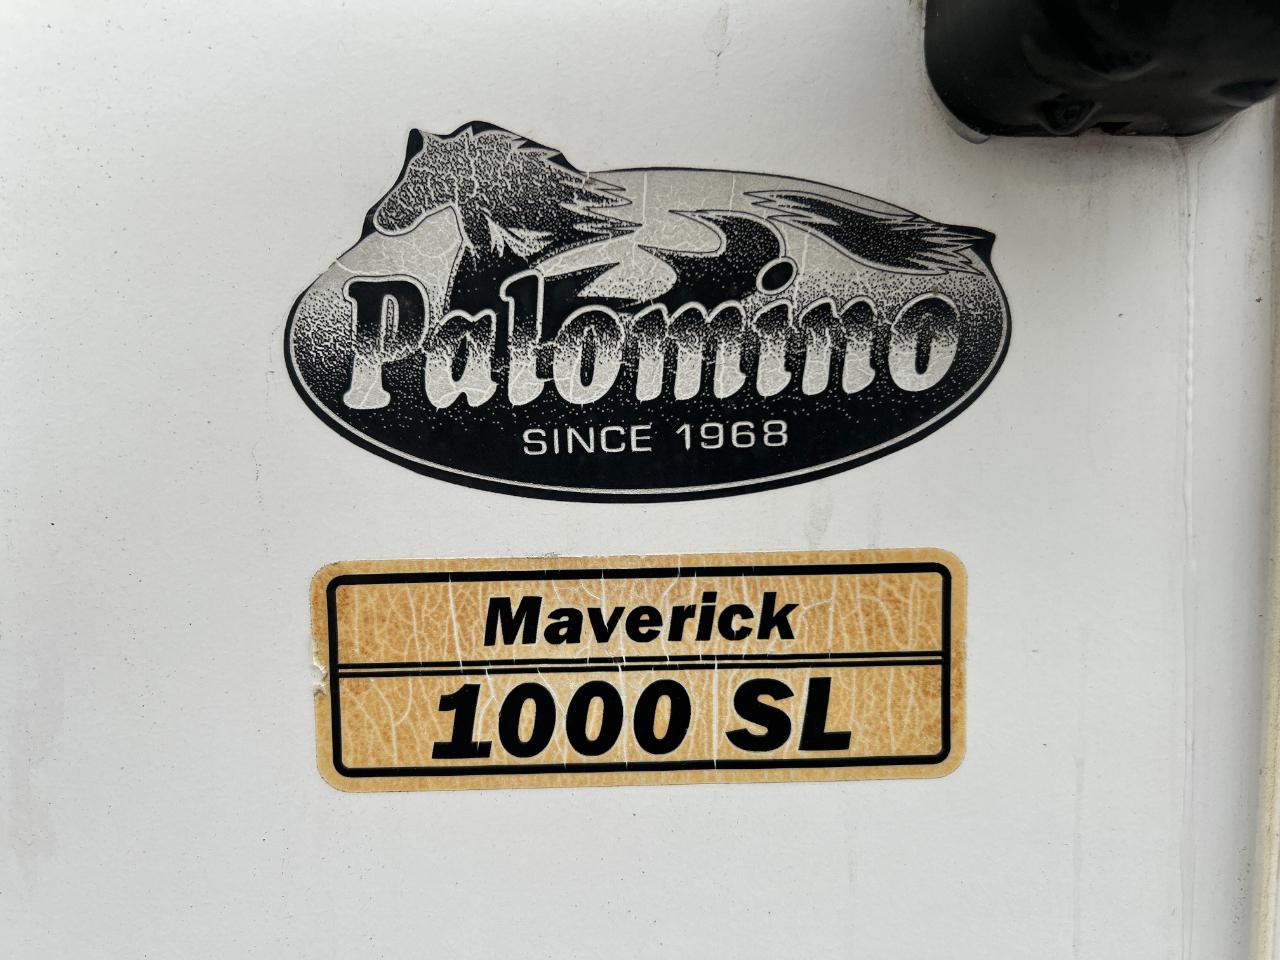 Palomino
SINCE 1968
Maverick
1000 SL